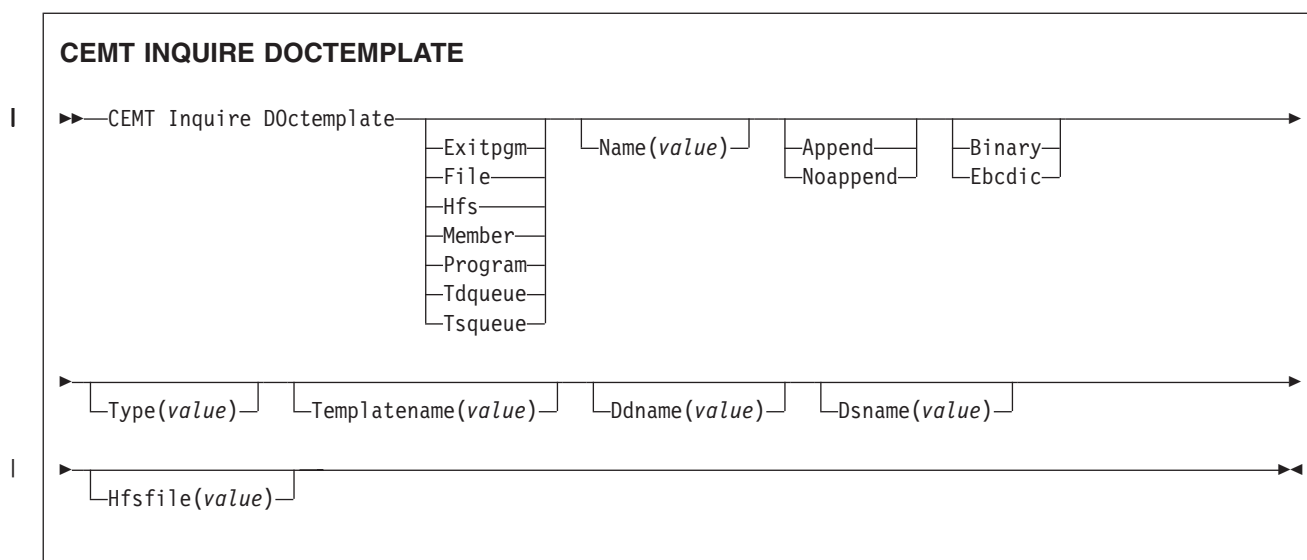 CEMT INQUIRE DOCTEMPLATE
CEMT Inquire DOctemplate
Exitpgm
File
Hfs
Member
Program
Tdqueue
Tsqueue
Name(value)
Append
Noappend
Binary
Ebcdic
Type(value)
Templatename(value)
Ddname(value)
Dsname(value)
Hfsfile(value)